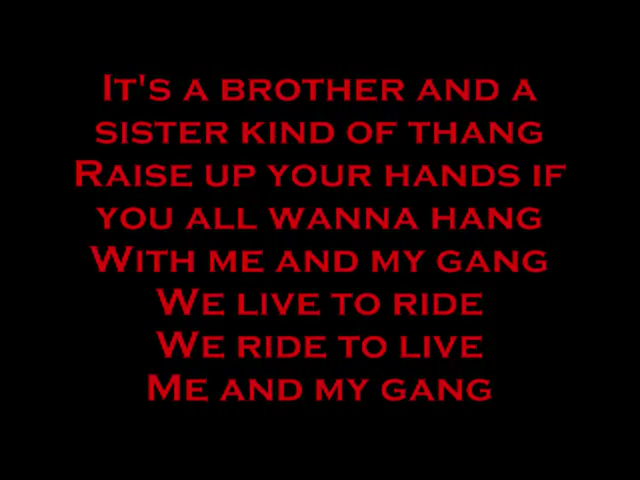 It's a brother and a
sister kind of thang
Raise up your hands if
you all wanna hang
With me and my gang
We live to ride
We ride to live
Me and my gang